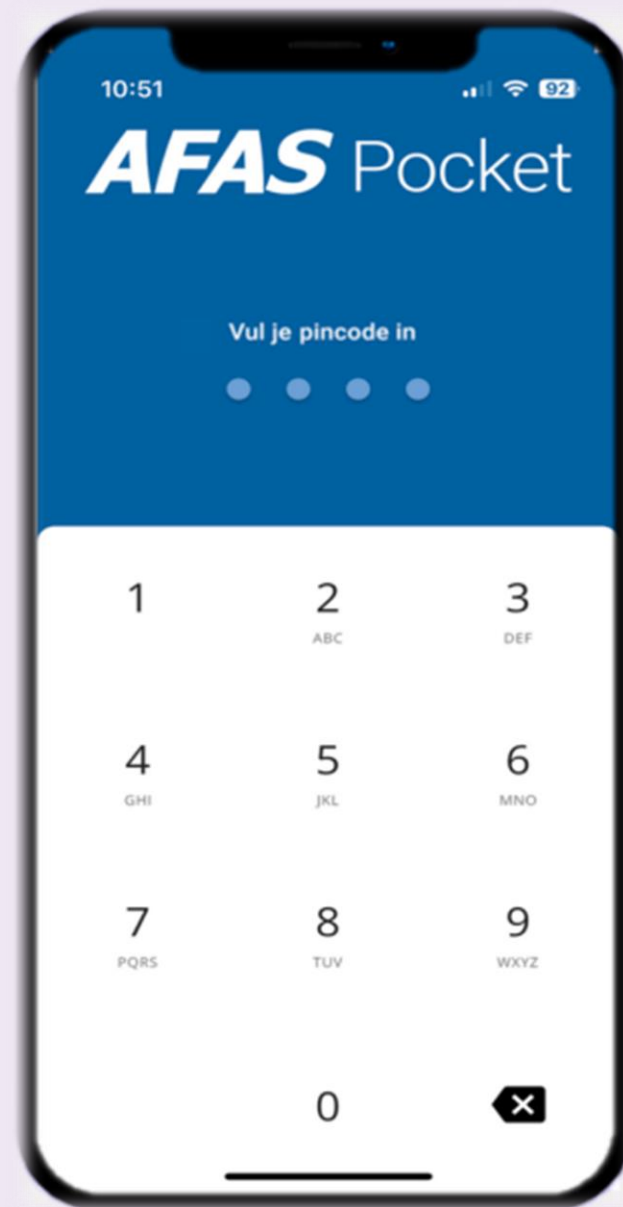 10:51 92
AFAS Pocket
Vul je pincode in
1 2 3
ABC DEF
4 5 6
GHI JKL MNO
7 8 9
PQRS TUV WXYZ
0